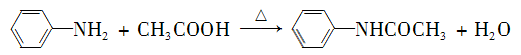 NH₂ + CH₃COOH △ NHCOCH₃ + H₂O